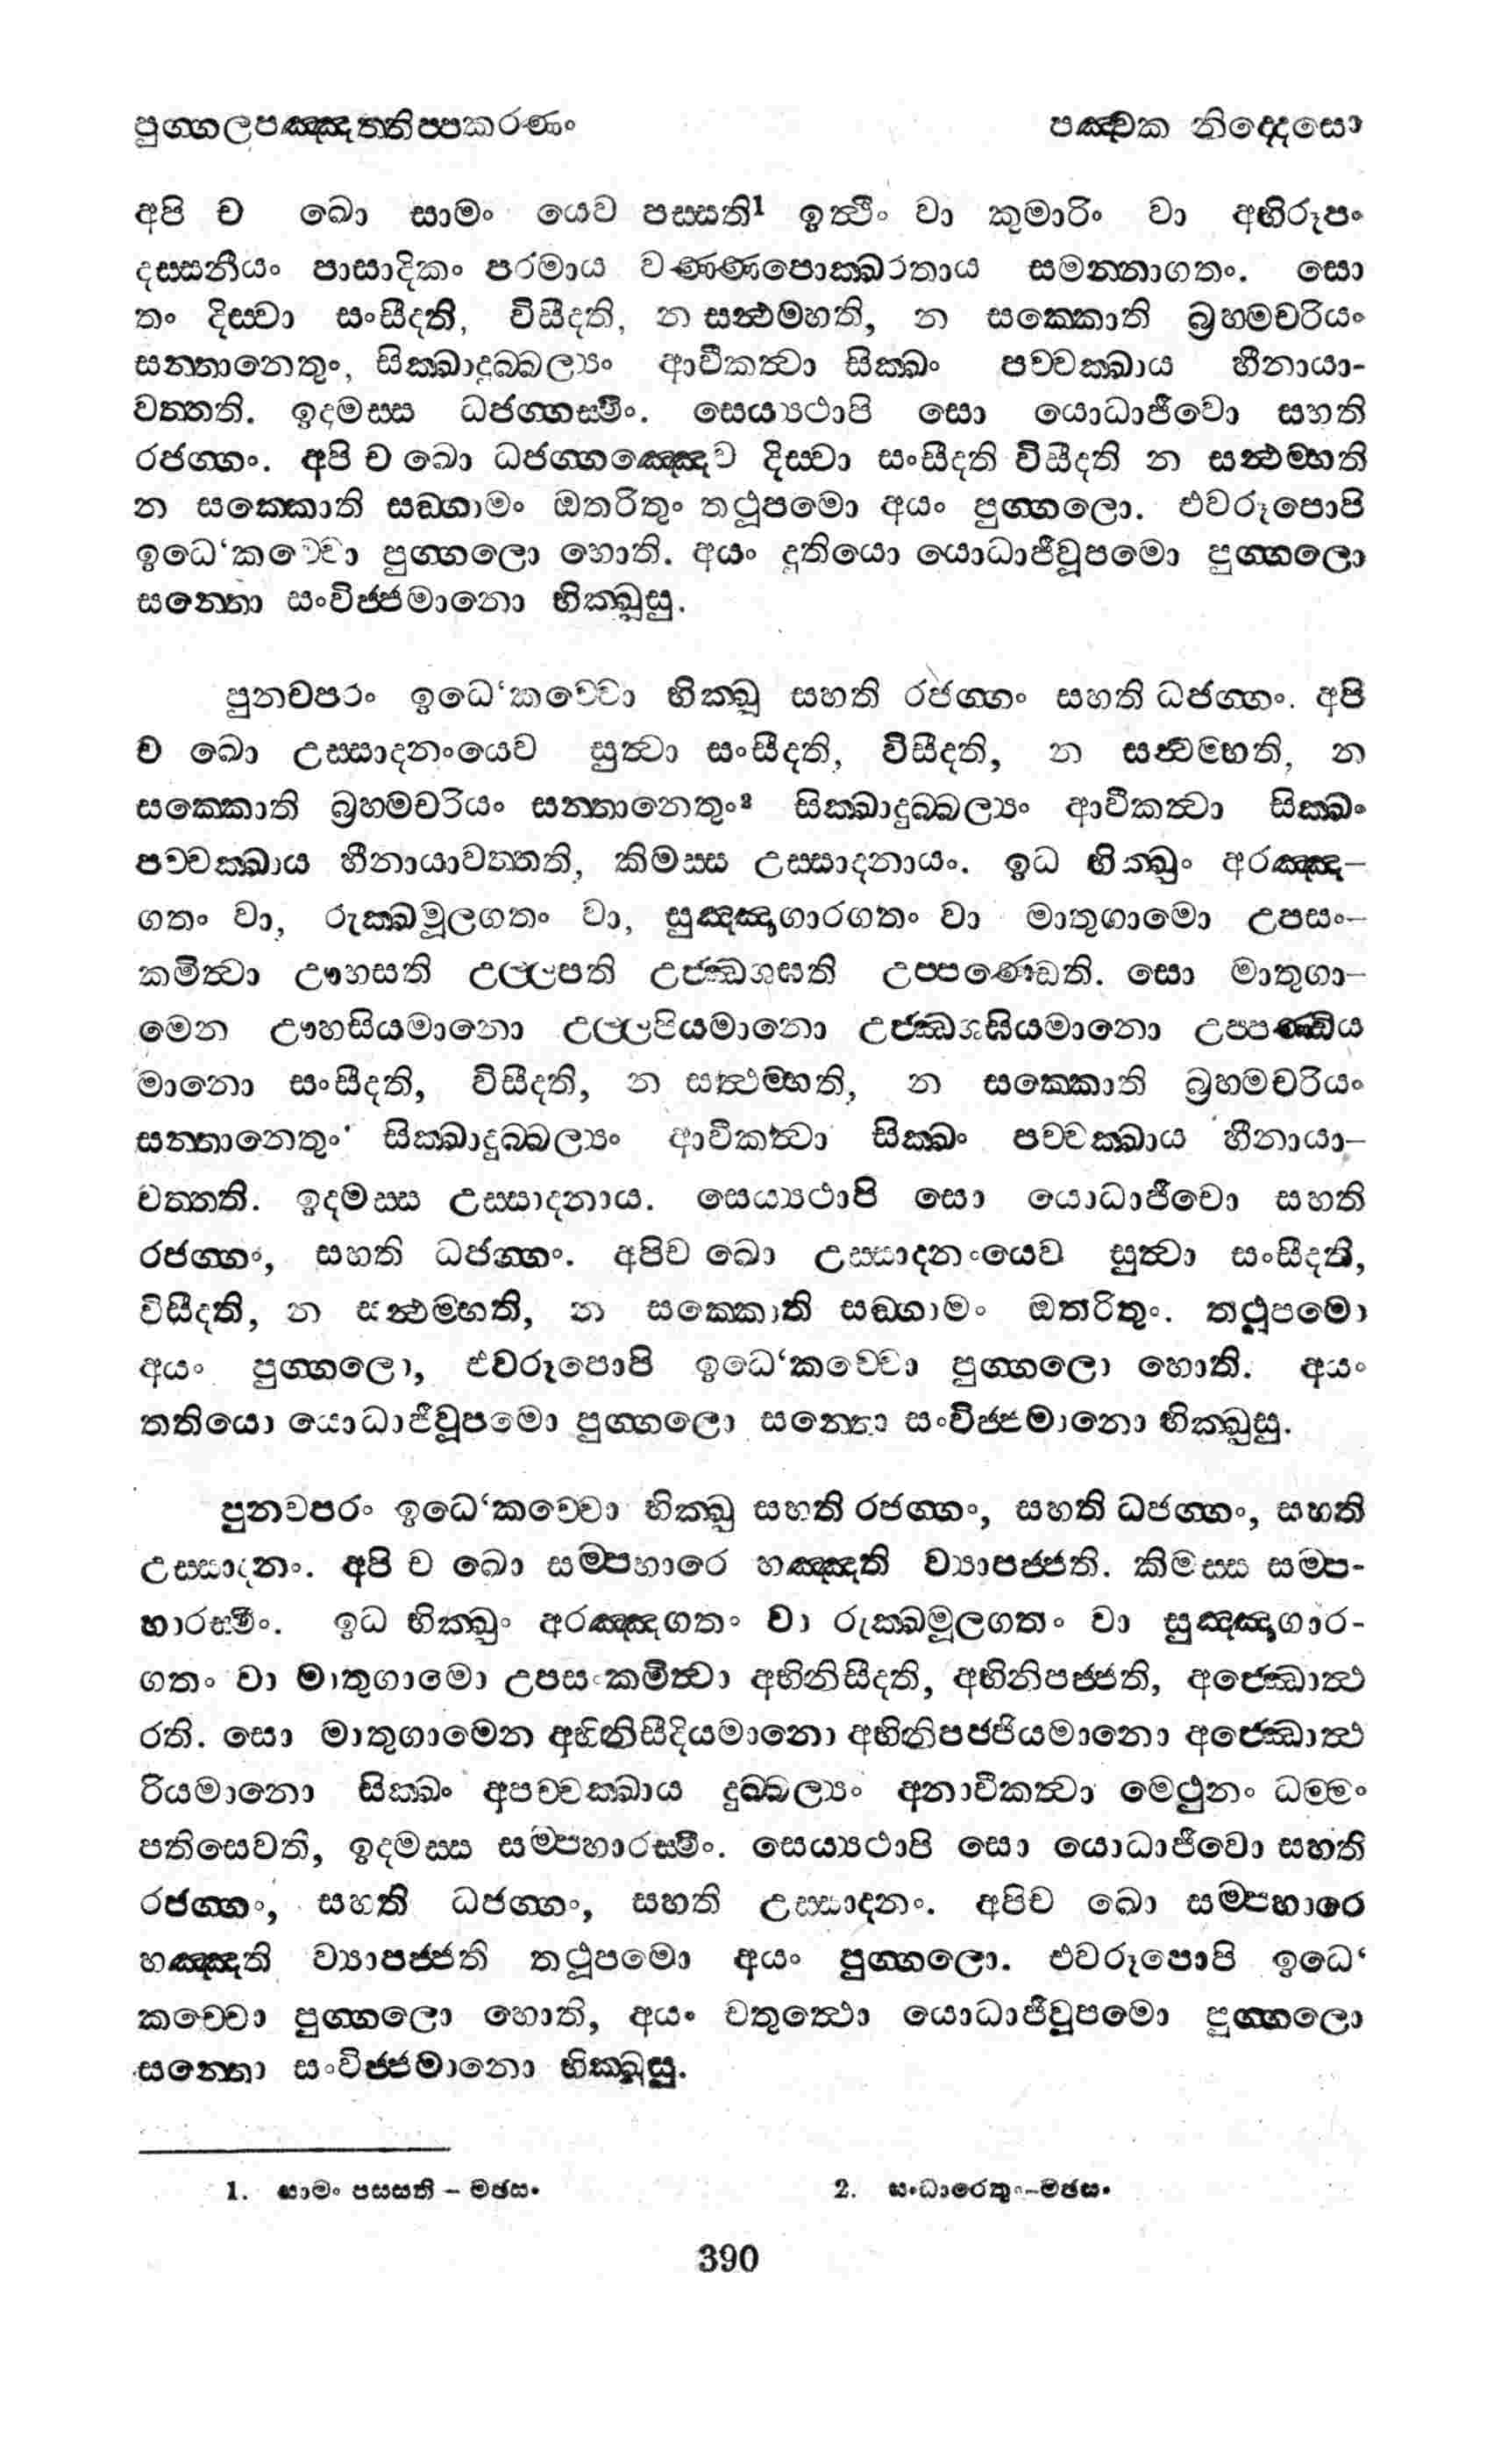 පුග්ගලපඤ්ඤත්තිප්පකරණං
පඤ්චක නිද්දෙසො
අපි ච ඛො සාමං යෙව පස්සති1 ඉත්ථිං වා කුමාරිං වා අභිරූපං
දස්සනීයං පාසාදිකං පරමාය වණ්ණපොක්ඛරතාය සමන්නාගතං. සො
තං දිස්වා සංසීදති, විසීදති, න සන්ථම්භති, න සක්කොති බ්‍රහ්මචරියං
සන්තානෙතුං, සික්ඛාදුබ්බල්‍යං ආවීකත්වා සික්ඛං පච්චක්ඛාය හීනායා-
වත්තති. ඉදමස්ස ධජග්ගස්මිං. සෙය්‍යථාපි සො යොධාජීවො සහති
රජග්ගං. අපි ච ඛො ධජග්ගඤ්ඤෙව දිස්වා සංසීදති විසීදති න සන්ථම්භති
න සක්කොති සඞ්ගාමං ඔතරිතුං තථූපමො අයං පුග්ගලො. එවරූපොපි
ඉධෙ‘කච්චො පුග්ගලො හොති. අයං දුතියො යොධාජීවූපමො පුග්ගලො
සන්තො සංවිජ්ජමානො භික්ඛූසු.
පුනචපරං ඉධෙ‘කච්චො භික්ඛු සහති රජග්ගං සහති ධජග්ගං. අපි
ච ඛො උස්සාදනංයෙව සුත්වා සංසීදති, විසීදති, න සන්ථම්භති, න
සක්කොති බ්‍රහ්මචරියං සන්තානෙතුං2 සික්ඛාදුබ්බල්‍යං ආවීකත්වා සික්ඛං
පච්චක්ඛාය හීනායාවත්තති, කිමස්ස උස්සාදනායං. ඉධ භික්ඛුං අරඤ්ඤ-
ගතං වා, රුක්ඛමූලගතං වා, සුඤ්ඤාගාරගතං වා මාතුගාමො උපසං-
කමිත්වා ඌහසති උල්ලපති උජ්ඣග්ඝති උප්පණ්ඩෙති. සො මාතුගා-
මෙන ඌහසියමානො උල්ලපියමානො උජ්ඣග්ඝියමානො උප්පණ්ඩිය
මානො සංසීදති, විසීදති, න සත්ථම්භති, න සක්කොති බ්‍රහ්මචරියං
සන්තානෙතුං' සික්ඛාදුබ්බල්‍යං ආවීකත්වා සික්ඛං පච්චක්ඛාය හීනායා-
වත්තති. ඉදමස්ස උස්සාදනාය. සෙය්‍යථාපි සො යොධාජීවො සහති
රජග්ගං, සහති ධජග්ගං. අපිච ඛො උස්සාදනංයෙව සුත්වා සංසීදති,
විසීදති, න සන්ථම්භති, න සක්කොති සඞ්ගාමං ඔතරිතුං. තථූපමො
අයං පුග්ගලො, එවරූපොපි ඉධෙ‘කච්චො පුග්ගලො හොති. අයං
තතියො යොධාජීවූපමො පුග්ගලො සන්තො සංවිජ්ජමානො භික්ඛුසු.
පුනචපරං ඉධෙ‘කච්චො භික්ඛු සහති රජග්ගං, සහති ධජග්ගං, සහති
උස්සාදනං. අපි ච ඛො සම්පහාරෙ හඤ්ඤති ව්‍යාපජ්ජති. කිමස්ස සම්ප-
හාරස්මිං. ඉධ භික්ඛුං අරඤ්ඤගතං වා රුක්ඛමූලගතං වා සුඤ්ඤාගාර-
ගතං වා මාතුගාමො උපසංකමිත්වා අභිනිසීදති, අභිනිපජ්ජති, අජ්ඣොත්ථ
රති. සො මාතුගාමෙන අභිනිසීදියමානො අභිනිපජ්ජියමානො අජ්ඣොත්ථ
රියමානො සික්ඛං අපච්චක්ඛාය දුබ්බල්‍යං අනාවීකත්වා මෙථුනං ධම්මං
පතිසෙවති, ඉදමස්ස සම්පහාරස්මිං. සෙය්‍යථාපි සො යොධාජීවො සහති
රජග්ගං, සහති ධජග්ගං, සහති උස්සාදනං. අපිච ඛො සම්පහාරෙ
හඤ්ඤති ව්‍යාපජ්ජති තථූපමො අයං පුග්ගලො. එවරූපොපි ඉධෙ‘
කච්චො පුග්ගලො හොති, අයං චතුත්ථො යොධාජීවූපමො පුග්ගලො
සන්තො සංවිජ්ජමානො භික්ඛූසු.
1. සාමං පස්සති – මඡසං
2. සංධාරෙතුං–මඡසං
390